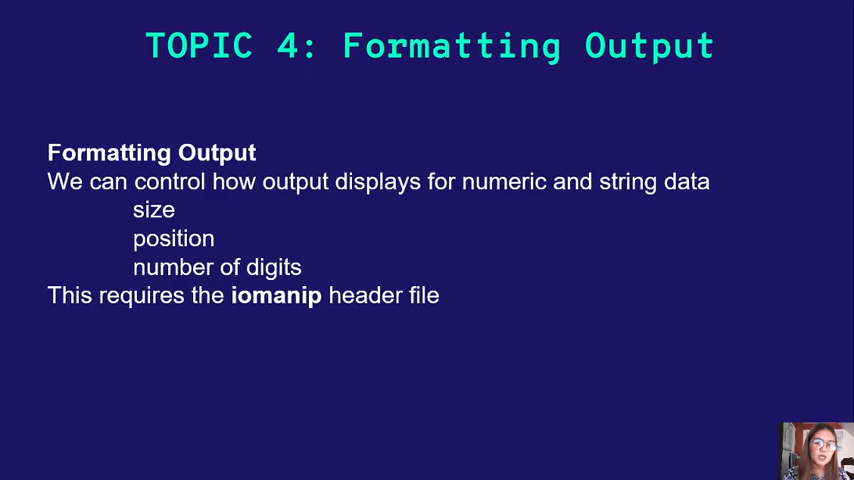 TOPIC 4: Formatting Output
Formatting Output
We can control how output displays for numeric and string data
size
position
number of digits
This requires the iomanip header file